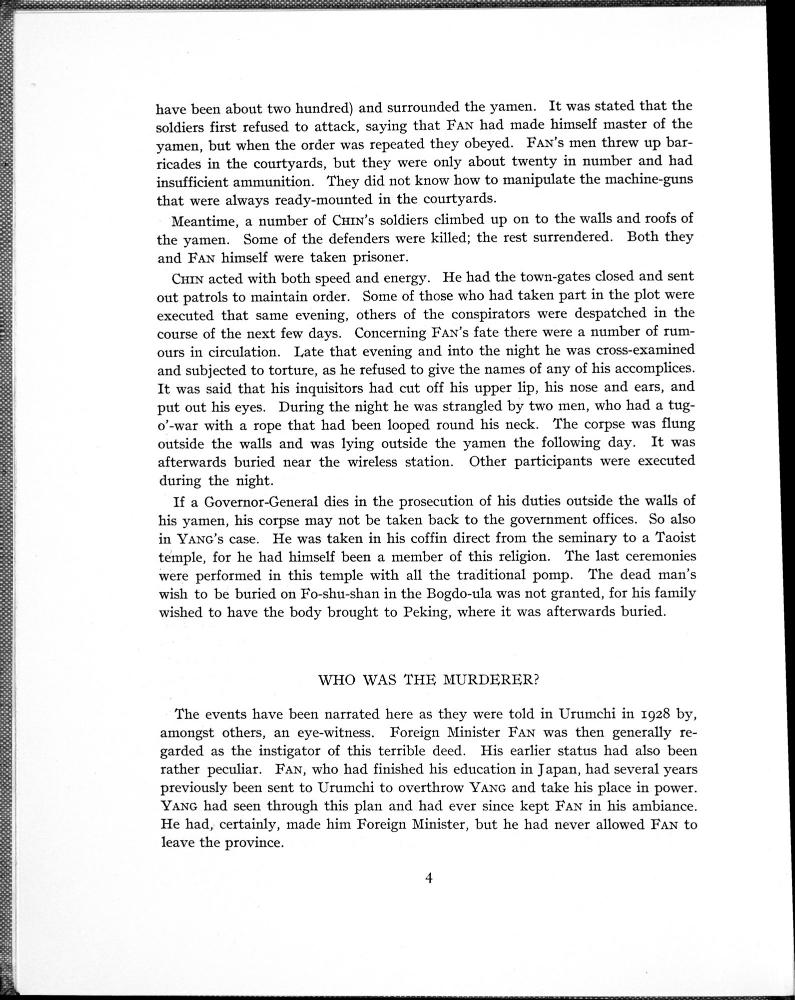 have been about two hundred) and surrounded the yamen. It was stated that the
soldiers first refused to attack, saying that FAN had made himself master of the
yamen, but when the order was repeated they obeyed. FAN's men threw up bar-
ricades in the courtyards, but they were only about twenty in number and had
insufficient ammunition. They did not know how to manipulate the machine-guns
that were always ready-mounted in the courtyards.
Meantime, a number of CHIN's soldiers climbed up on to the walls and roofs of
the yamen. Some of the defenders were killed; the rest surrendered. Both they
and FAN himself were taken prisoner.
CHIN acted with both speed and energy. He had the town-gates closed and sent
out patrols to maintain order. Some of those who had taken part in the plot were
executed that same evening, others of the conspirators were despatched in the
course of the next few days. Concerning FAN's fate there were a number of rum-
ours in circulation. Late that evening and into the night he was cross-examined
and subjected to torture, as he refused to give the names of any of his accomplices.
It was said that his inquisitors had cut off his upper lip, his nose and ears, and
put out his eyes. During the night he was strangled by two men, who had a tug-
o'-war with a rope that had been looped round his neck. The corpse was flung
outside the walls and was lying outside the yamen the following day. It was
afterwards buried near the wireless station. Other participants were executed
during the night.
If a Governor-General dies in the prosecution of his duties outside the walls of
his yamen, his corpse may not be taken back to the government offices. So also
in YANG's case. He was taken in his coffin direct from the seminary to a Taoist
temple, for he had himself been a member of this religion. The last ceremonies
were performed in this temple with all the traditional pomp. The dead man's
wish to be buried on Fo-shu-shan in the Bogdo-ula was not granted, for his family
wished to have the body brought to Peking, where it was afterwards buried.
WHO WAS THE MURDERER?
The events have been narrated here as they were told in Urumchi in 1928 by,
amongst others, an eye-witness. Foreign Minister FAN was then generally re-
garded as the instigator of this terrible deed. His earlier status had also been
rather peculiar. FAN, who had finished his education in Japan, had several years
previously been sent to Urumchi to overthrow YANG and take his place in power.
YANG had seen through this plan and had ever since kept FAN in his ambiance.
He had, certainly, made him Foreign Minister, but he had never allowed FAN to
leave the province.
4